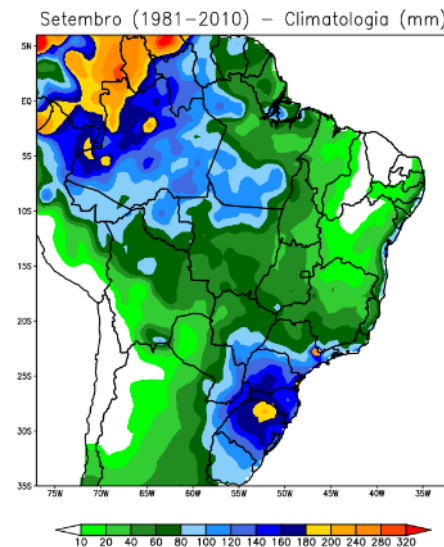 Setembro (1981–2010) – Climatologia (mm)
5N
EQ
5S
10S
15S
20S
25S
30S
35S
75W 70W 65W 60W 55W 50W 45W 40W 35W
10 20 40 60 80 100 120 140 160 180 200 240 280 320